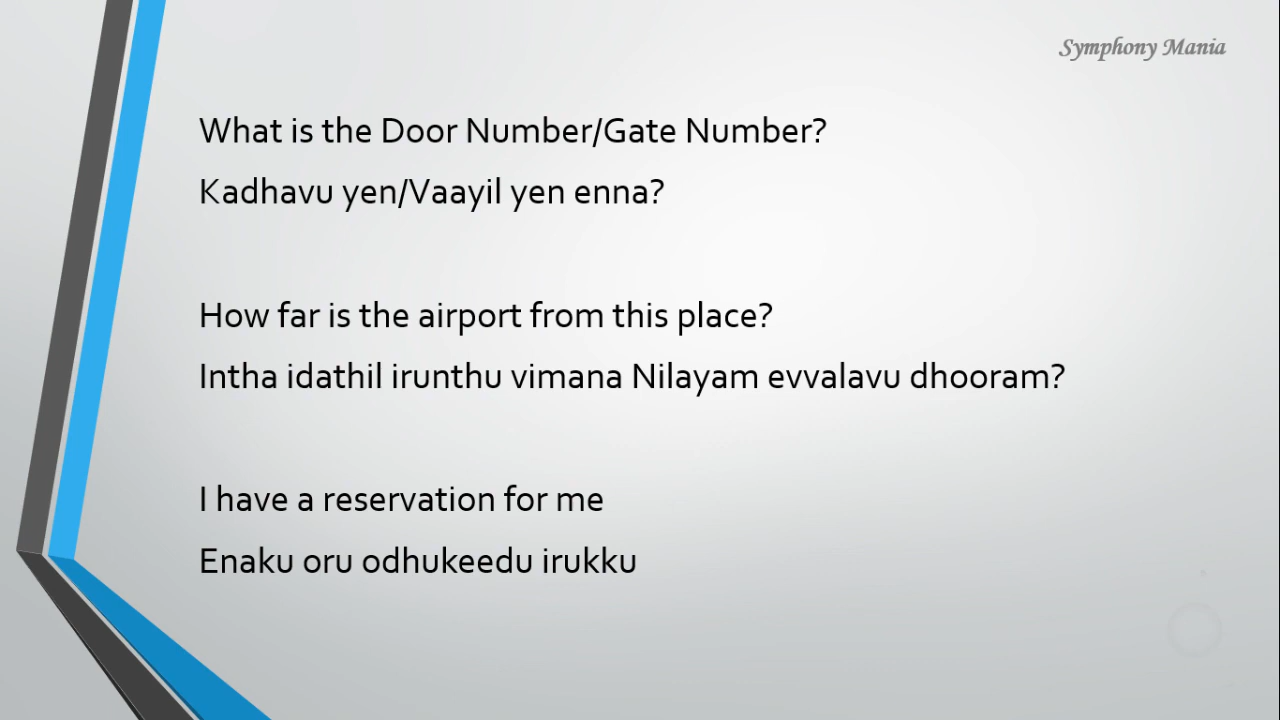 Symphony Mania
What is the Door Number/Gate Number?
Kadhavu yen/Vaayil yen enna?
How far is the airport from this place?
Intha idathil irunthu vimana Nilayam evvalavu dhooram?
I have a reservation for me
Enaku oru odhukeedu irukku